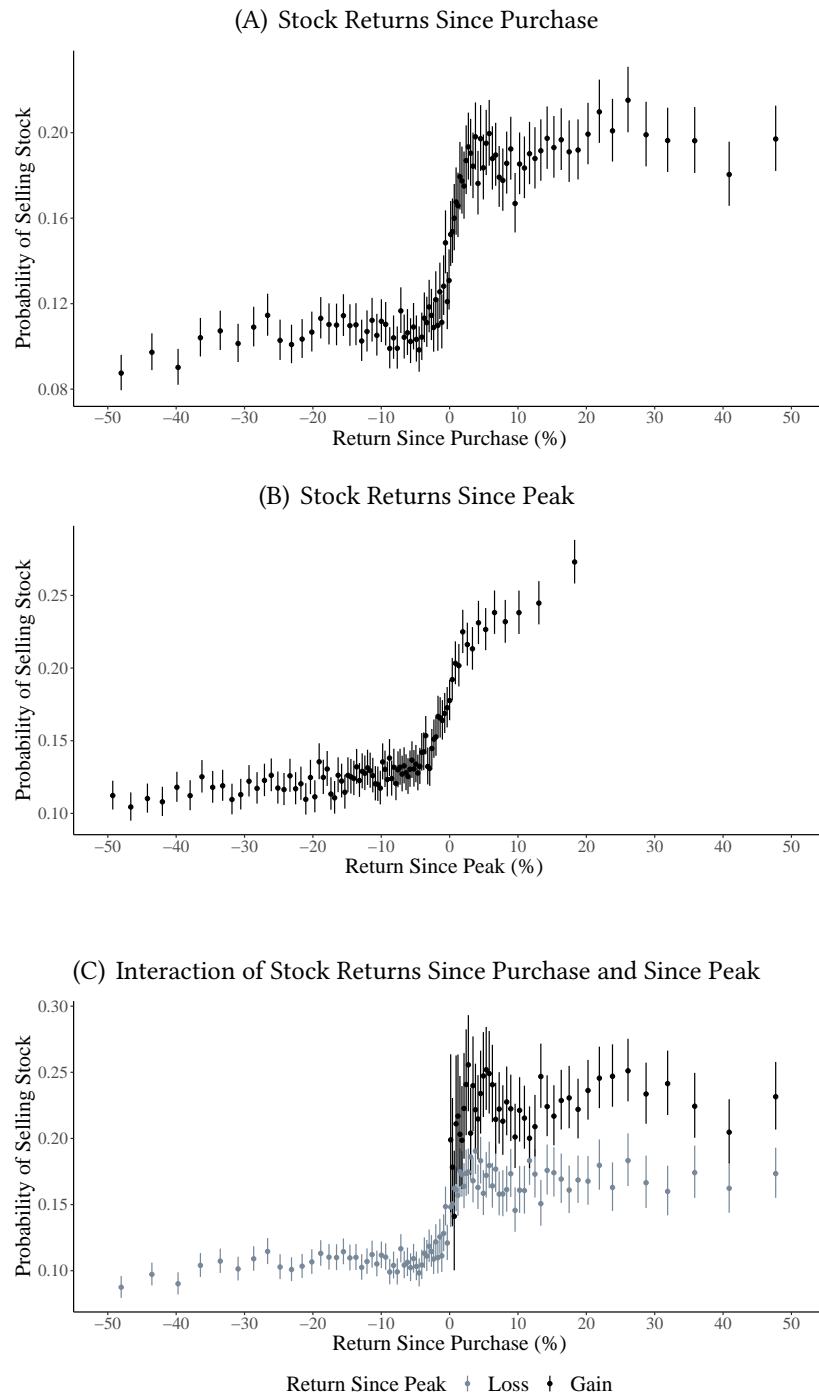 (A) Stock Returns Since Purchase
Probability of Selling Stock
0.20
0.16
0.12
0.08
−50 −40 −30 −20 −10 0 10 20 30 40 50
Return Since Purchase (%)
(B) Stock Returns Since Peak
Probability of Selling Stock
0.25
0.20
0.15
0.10
−50 −40 −30 −20 −10 0 10 20 30 40 50
Return Since Peak (%)
(C) Interaction of Stock Returns Since Purchase and Since Peak
Probability of Selling Stock
0.30
0.25
0.20
0.15
0.10
−50 −40 −30 −20 −10 0 10 20 30 40 50
Return Since Purchase (%)
Return Since Peak Loss Gain